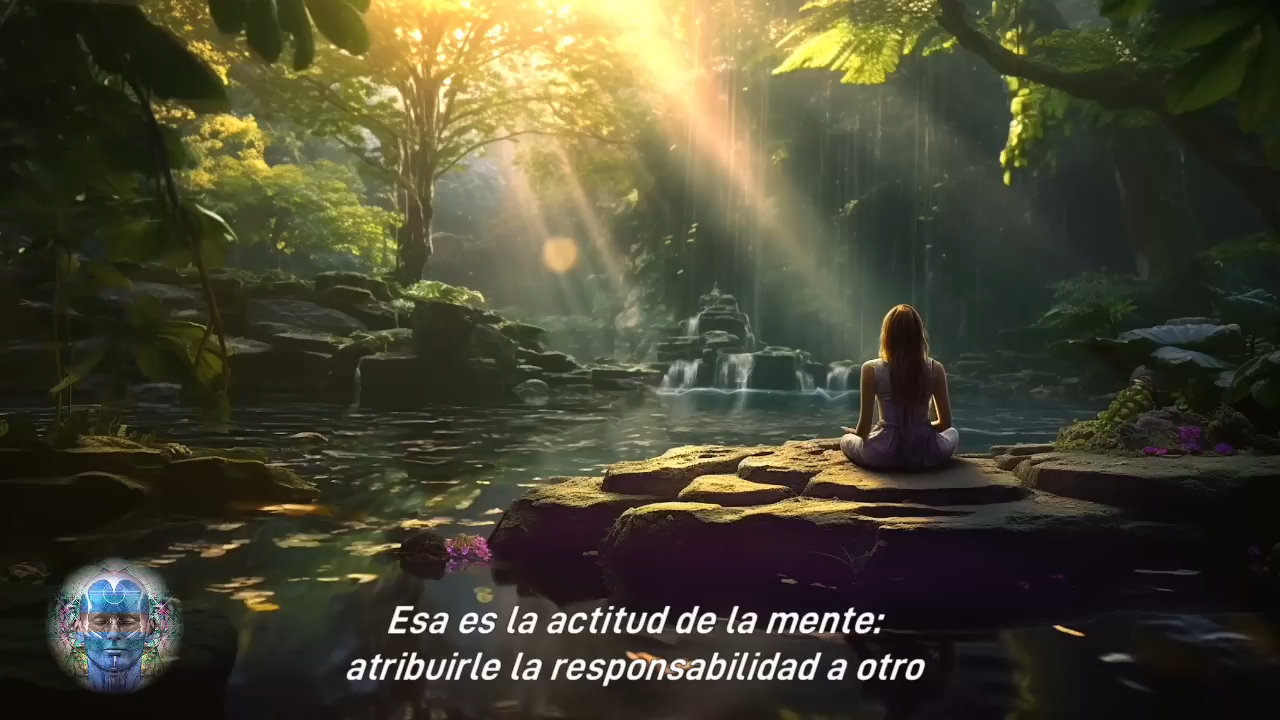 Esa es la actitud de la mente:
atribuirle la responsabilidad a otro